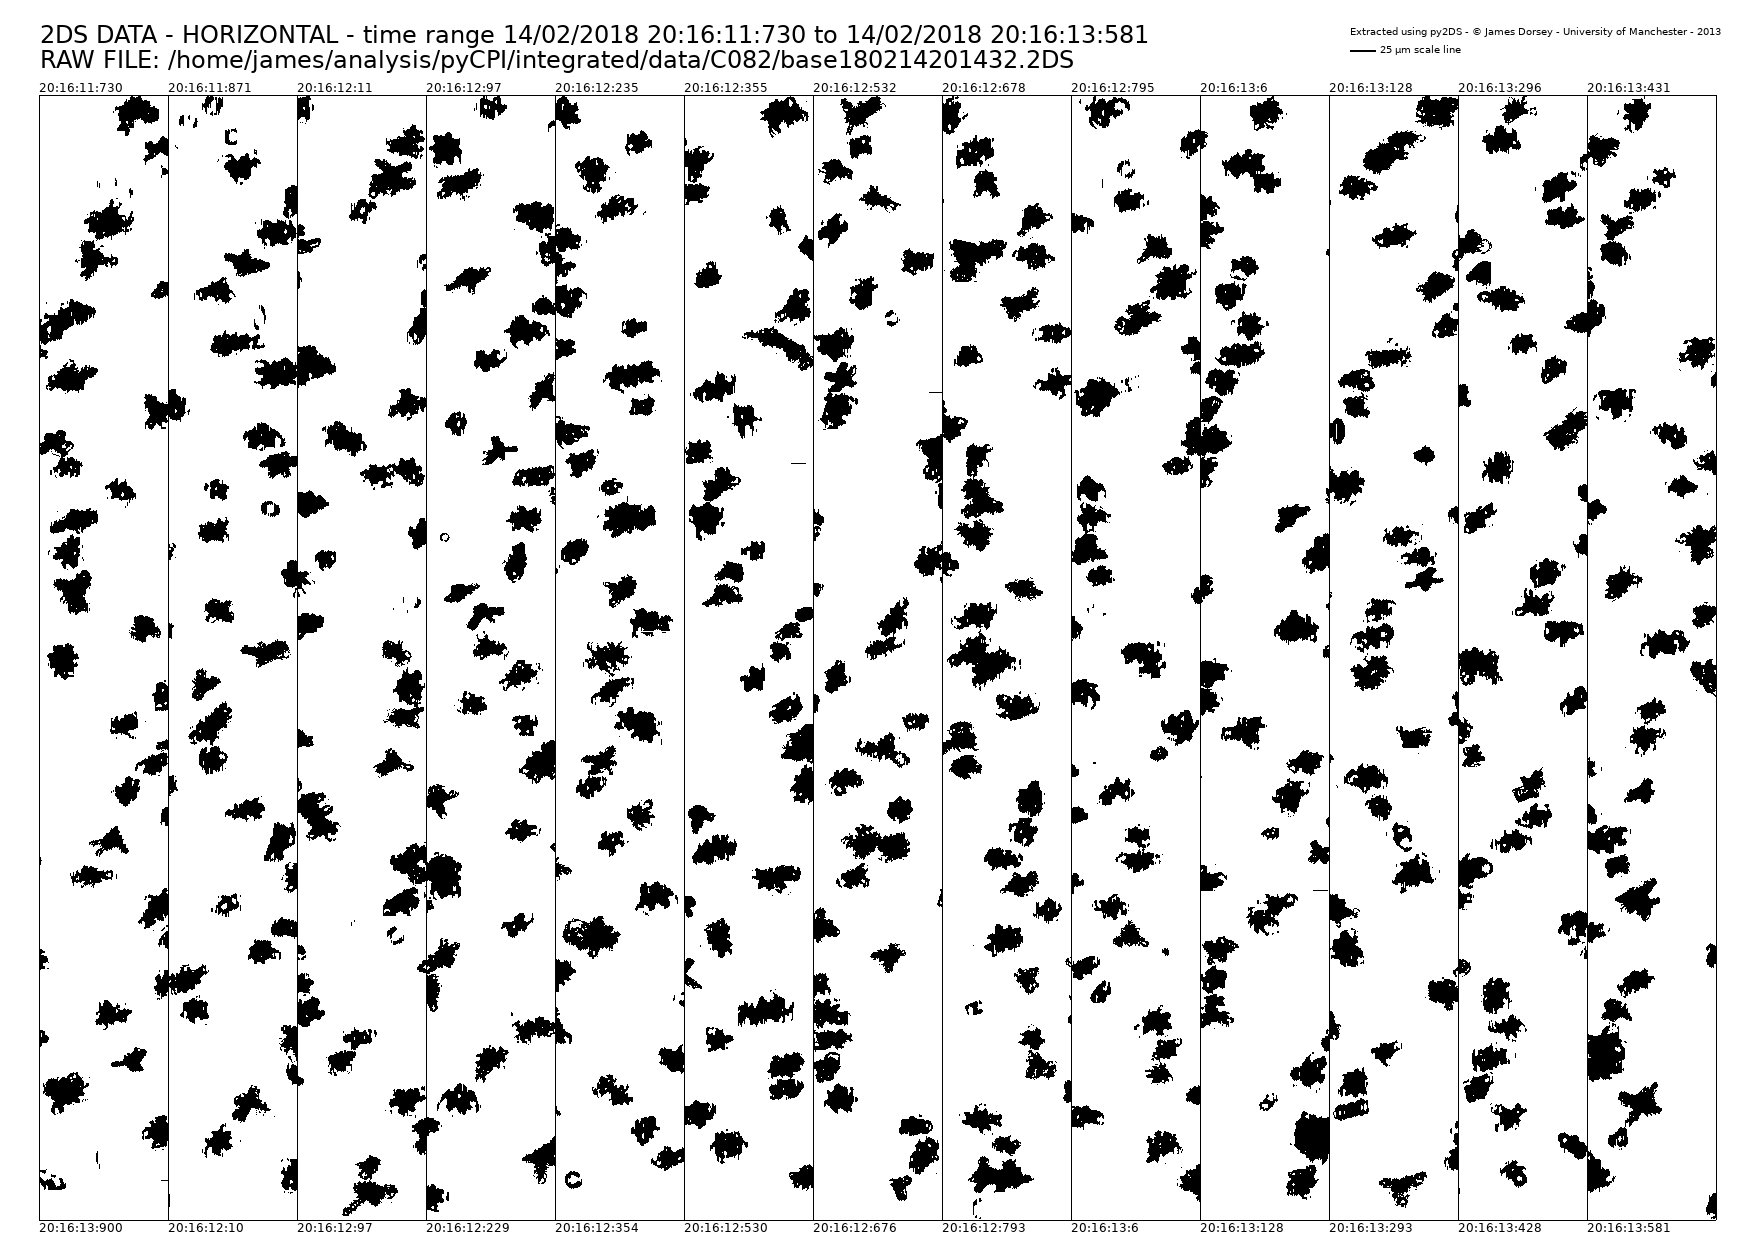 2DS DATA - HORIZONTAL - time range 14/02/2018 20:16:11:730 to 14/02/2018 20:16:13:581
RAW FILE: /home/james/analysis/pyCPI/integrated/data/C082/base180214201432.2DS
Extracted using py2DS - © James Dorsey - University of Manchester - 2013
25 µm scale line
20:16:11:730 20:16:11:871 20:16:12:11 20:16:12:97 20:16:12:235 20:16:12:355 20:16:12:532 20:16:12:678 20:16:12:795 20:16:13:6 20:16:13:128 20:16:13:296 20:16:13:431
20:16:13:900 20:16:12:10 20:16:12:97 20:16:12:229 20:16:12:354 20:16:12:530 20:16:12:676 20:16:12:793 20:16:13:6 20:16:13:128 20:16:13:293 20:16:13:428 20:16:13:581